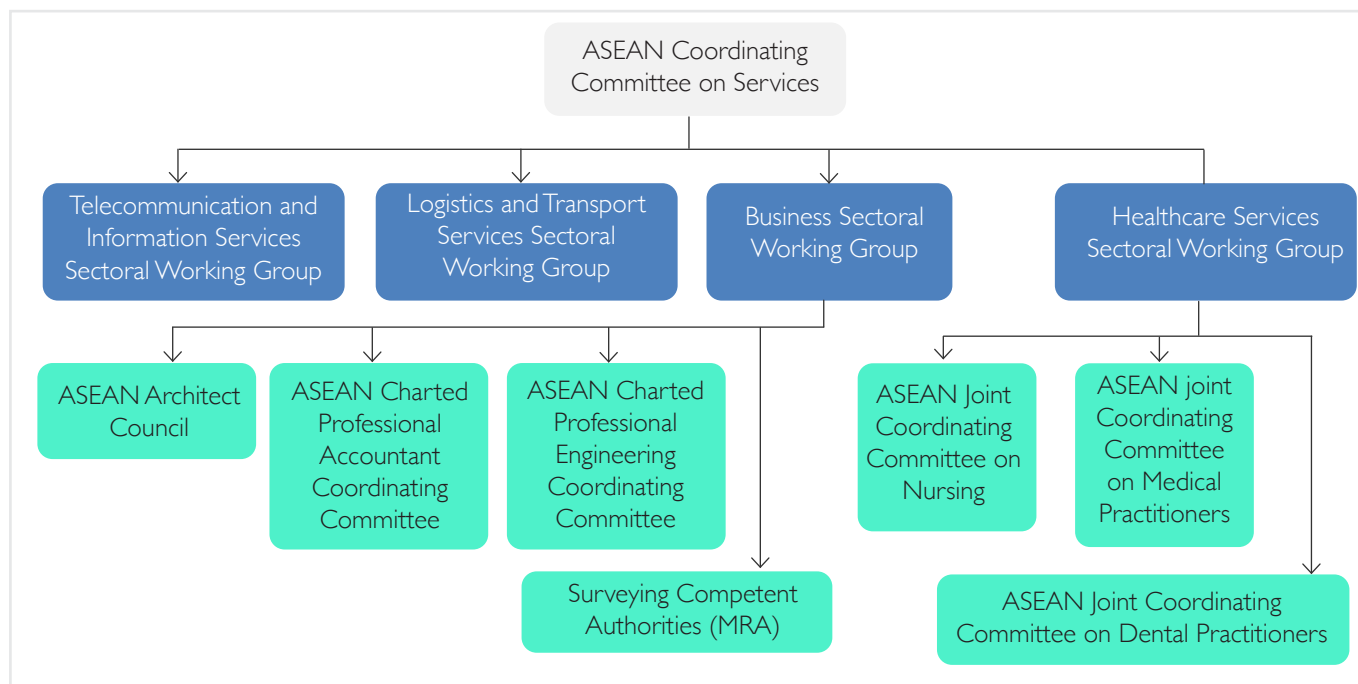 ASEAN Coordinating
Committee on Services
Telecommunication and
Information Services
Sectoral Working Group
Logistics and Transport
Services Sectoral
Working Group
Business Sectoral
Working Group
Healthcare Services
Sectoral Working Group
ASEAN Architect
Council
ASEAN Charted
Professional
Accountant
Coordinating
Committee
ASEAN Charted
Professional
Engineering
Coordinating
Committee
Surveying Competent
Authorities (MRA)
ASEAN Joint
Coordinating
Committee on
Nursing
ASEAN joint
Coordinating
Committee
on Medical
Practitioners
ASEAN Joint Coordinating
Committee on Dental Practitioners